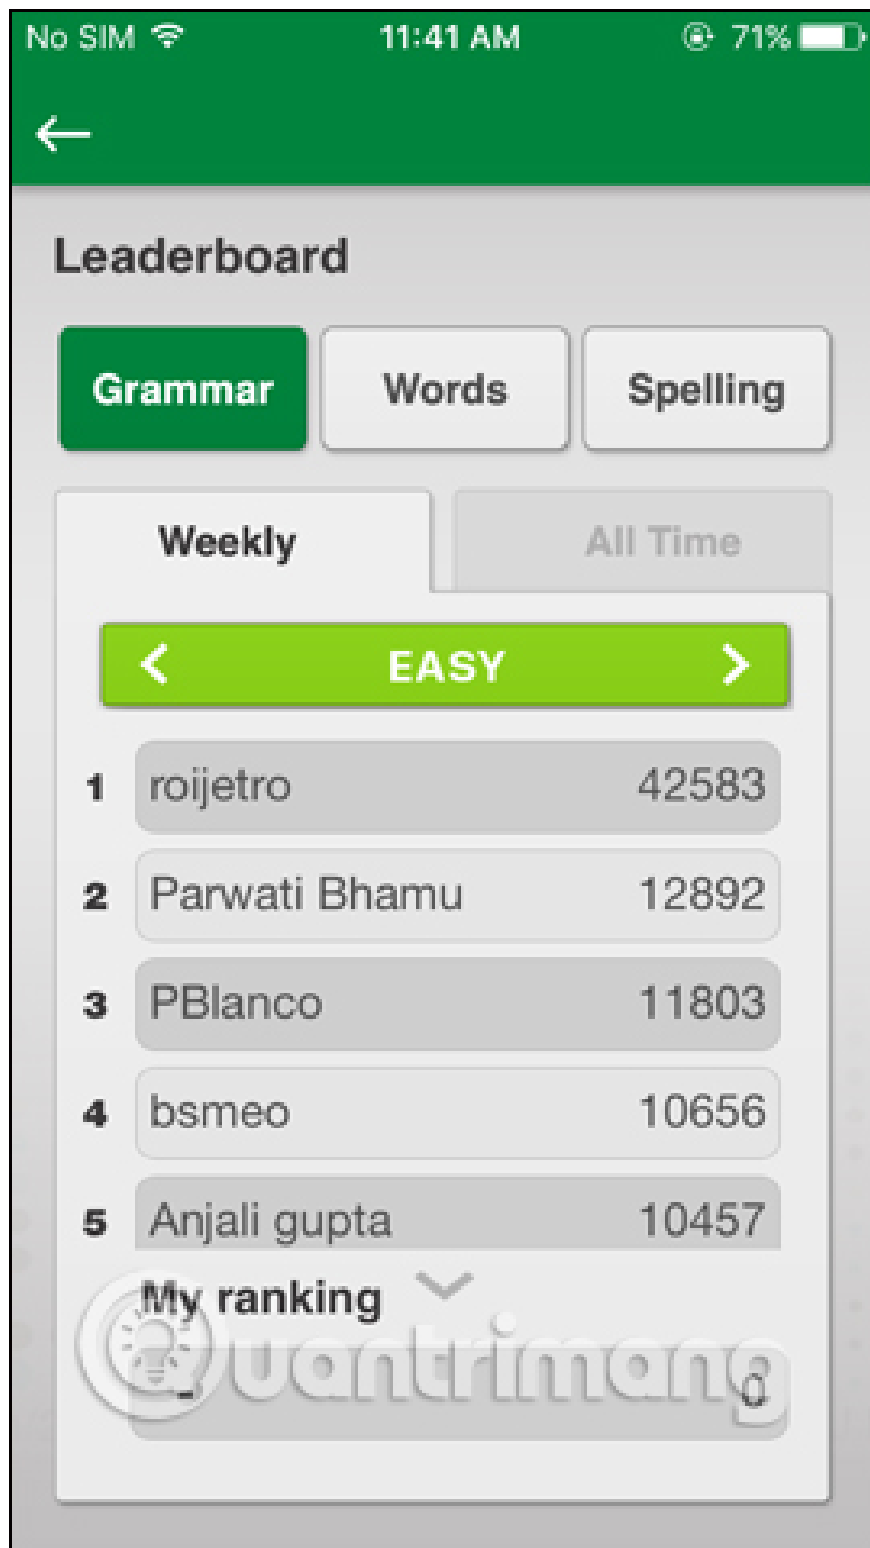 No SIM 11:41 AM 71%
Leaderboard
Grammar Words Spelling
Weekly All Time
EASY
1 roijetro 42583
2 Parwati Bhamu 12892
3 PBlanco 11803
4 bsmeo 10656
5 Anjali gupta 10457
My ranking
Quantrimang
- 0